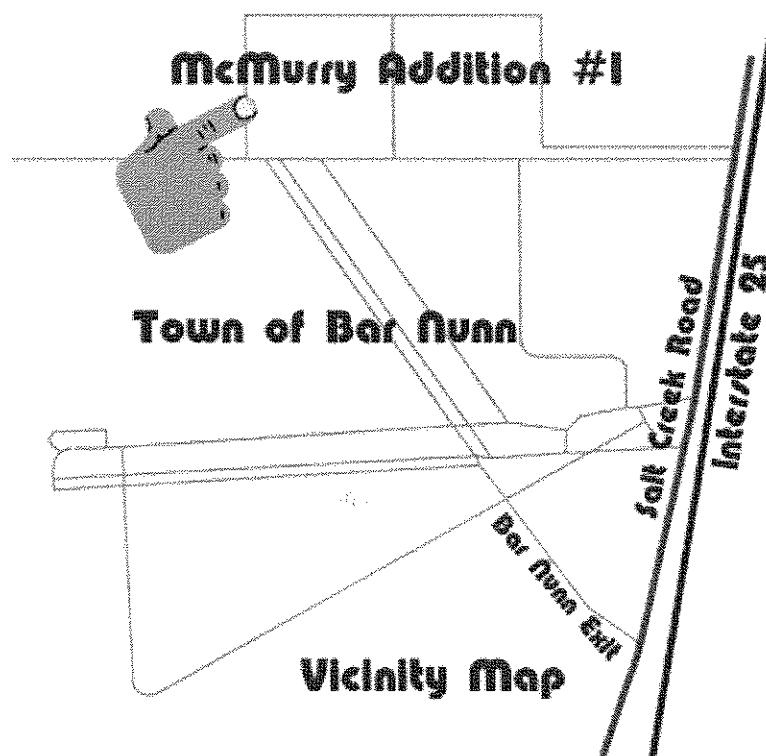 McMurry Addition #1
Town of Bar Nunn
Salt Creek Road
Interstate 25
Bar Nunn Exit
Vicinity Map